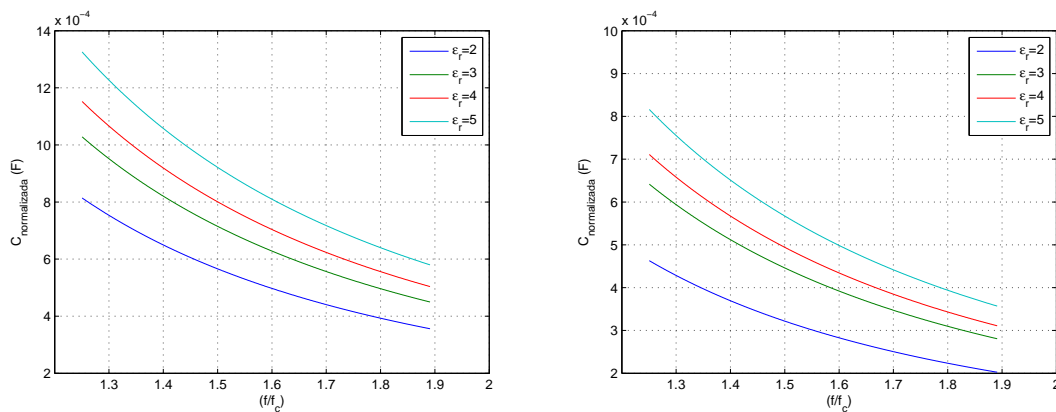 x 10⁻⁴
14
12
10
8
6
4
2
C_normalizada (F)
1.3 1.4 1.5 1.6 1.7 1.8 1.9 2
(f/f_c)
ε_r=2
ε_r=3
ε_r=4
ε_r=5
x 10⁻⁴
10
9
8
7
6
5
4
3
2
C_normalizada (F)
1.3 1.4 1.5 1.6 1.7 1.8 1.9 2
(f/f_c)
ε_r=2
ε_r=3
ε_r=4
ε_r=5